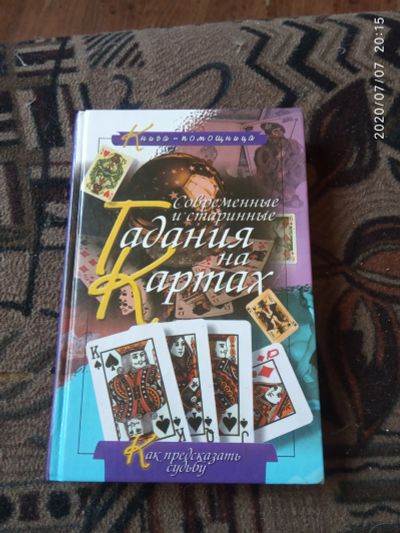 2020/07/07 20:15
Книга-помощница
Современные
и старинные
Гадания
на
Картах
K
Как предсказать
судьбу